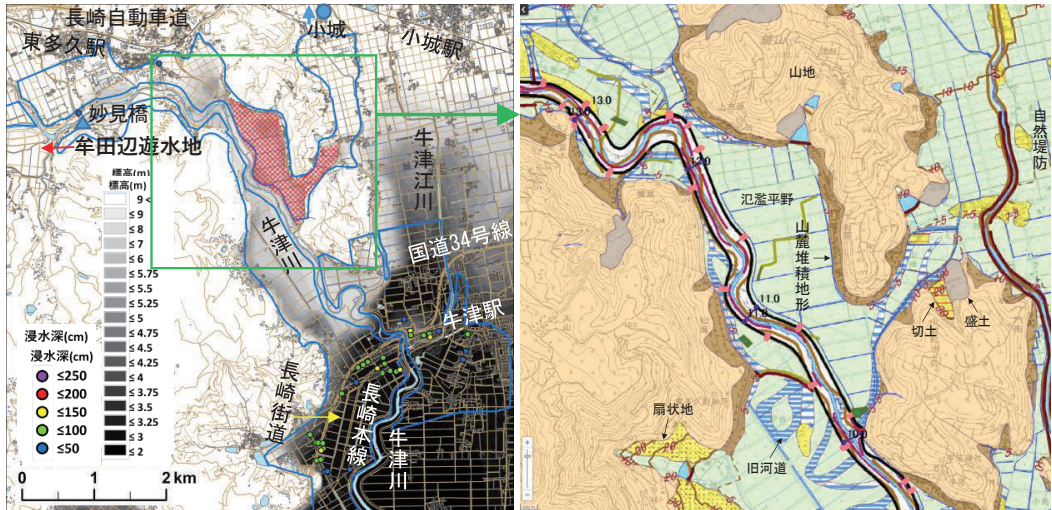 長崎自動車道
東多久駅
小城
小城駅
妙見橋
牟田辺遊水地
牛津江川
牛津川
国道34号線
牛津駅
長崎街道
長崎本線
牛津川
標高(m)
標高(m)
9 <
≤ 9
≤ 8
≤ 7
≤ 6
≤ 5.75
≤ 5.5
≤ 5.25
≤ 5
≤ 4.75
≤ 4.5
≤ 4.25
≤ 4
≤ 3.75
≤ 3.5
≤ 3.25
≤ 3
≤ 2
浸水深(cm)
浸水深(cm)
≤250
≤200
≤150
≤100
≤50
0 1 2 km
山地
自然堤防
氾濫平野
山麓堆積地形
切土
盛土
扇状地
旧河道
13.0
11.0